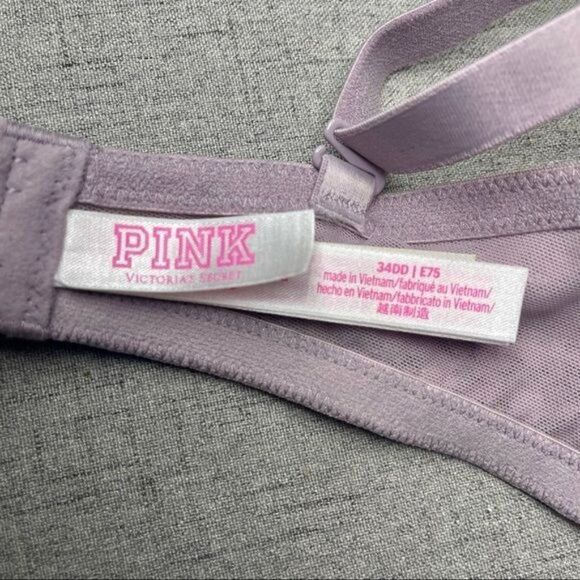 PINK
VICTORIA'S SECRET
34DD | E75
made in Vietnam/fabriqué au Vietnam/
hecho en Vietnam/fabbricato in Vietnam/
越南制造